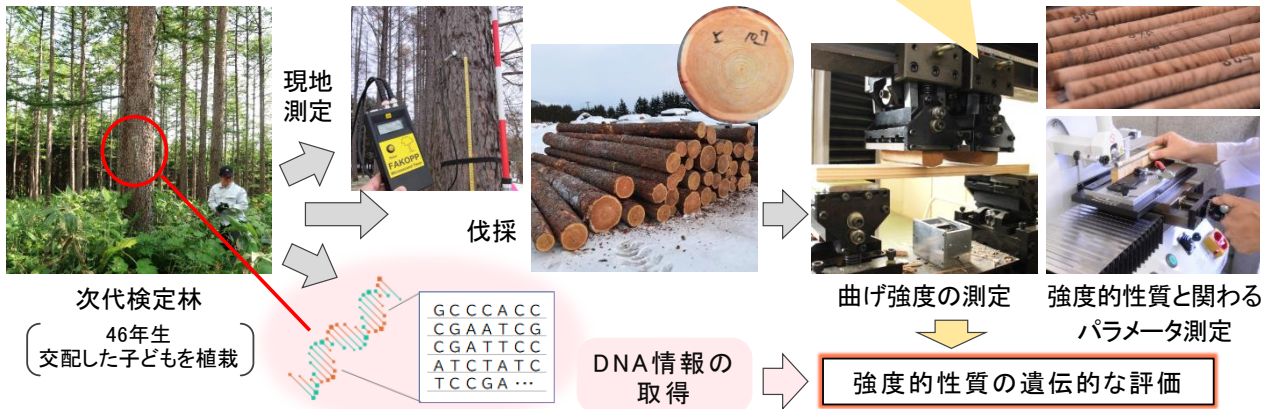 現地
測定
FAKOPP
伐採
次代検定林
46年生
交配した子どもを植栽
GCCCACC
CGAATCG
CGATTCC
ATCTATC
TCCGA…
DNA情報の
取得
曲げ強度の測定
強度的性質と関わる
パラメータ測定
強度的性質の遺伝的な評価